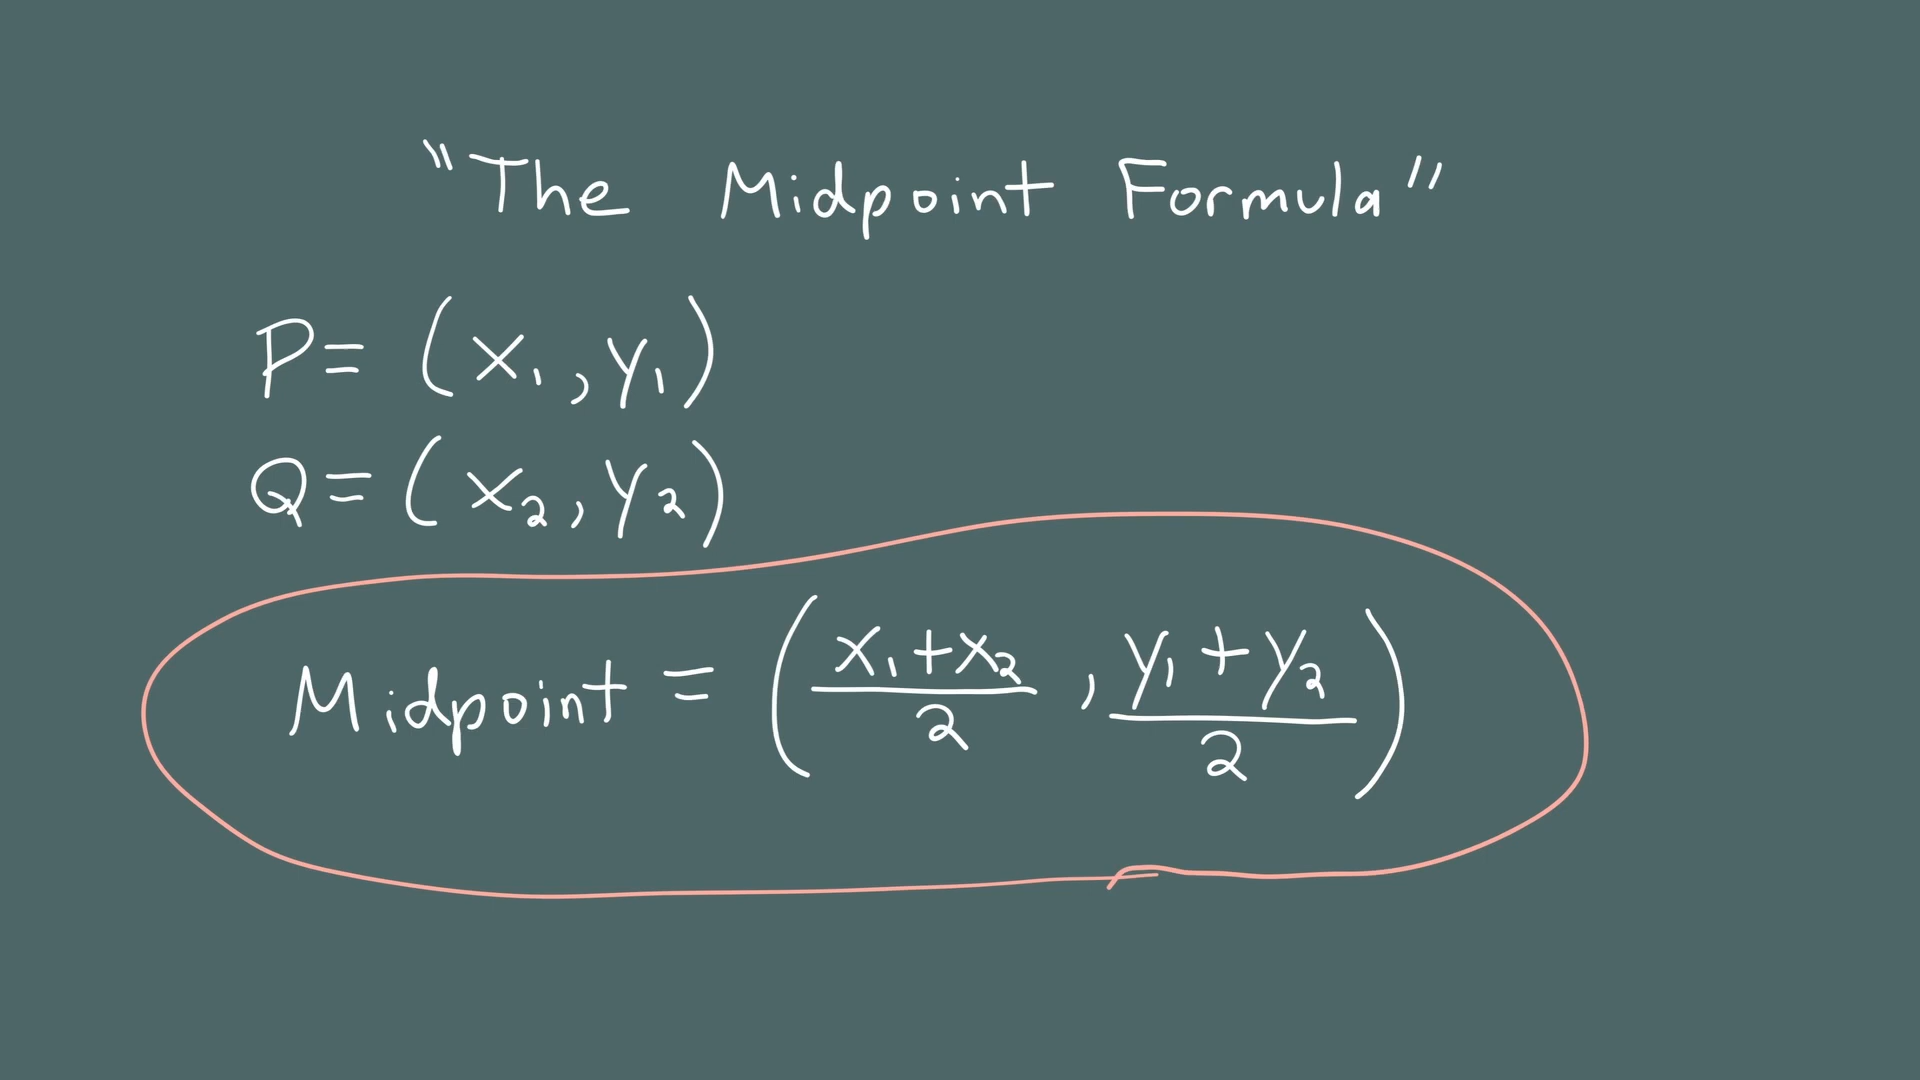 "The Midpoint Formula"
P = (x₁, y₁)
Q = (x₂, y₂)
Midpoint = ( (x₁+x₂)/2 , (y₁+y₂)/2 )